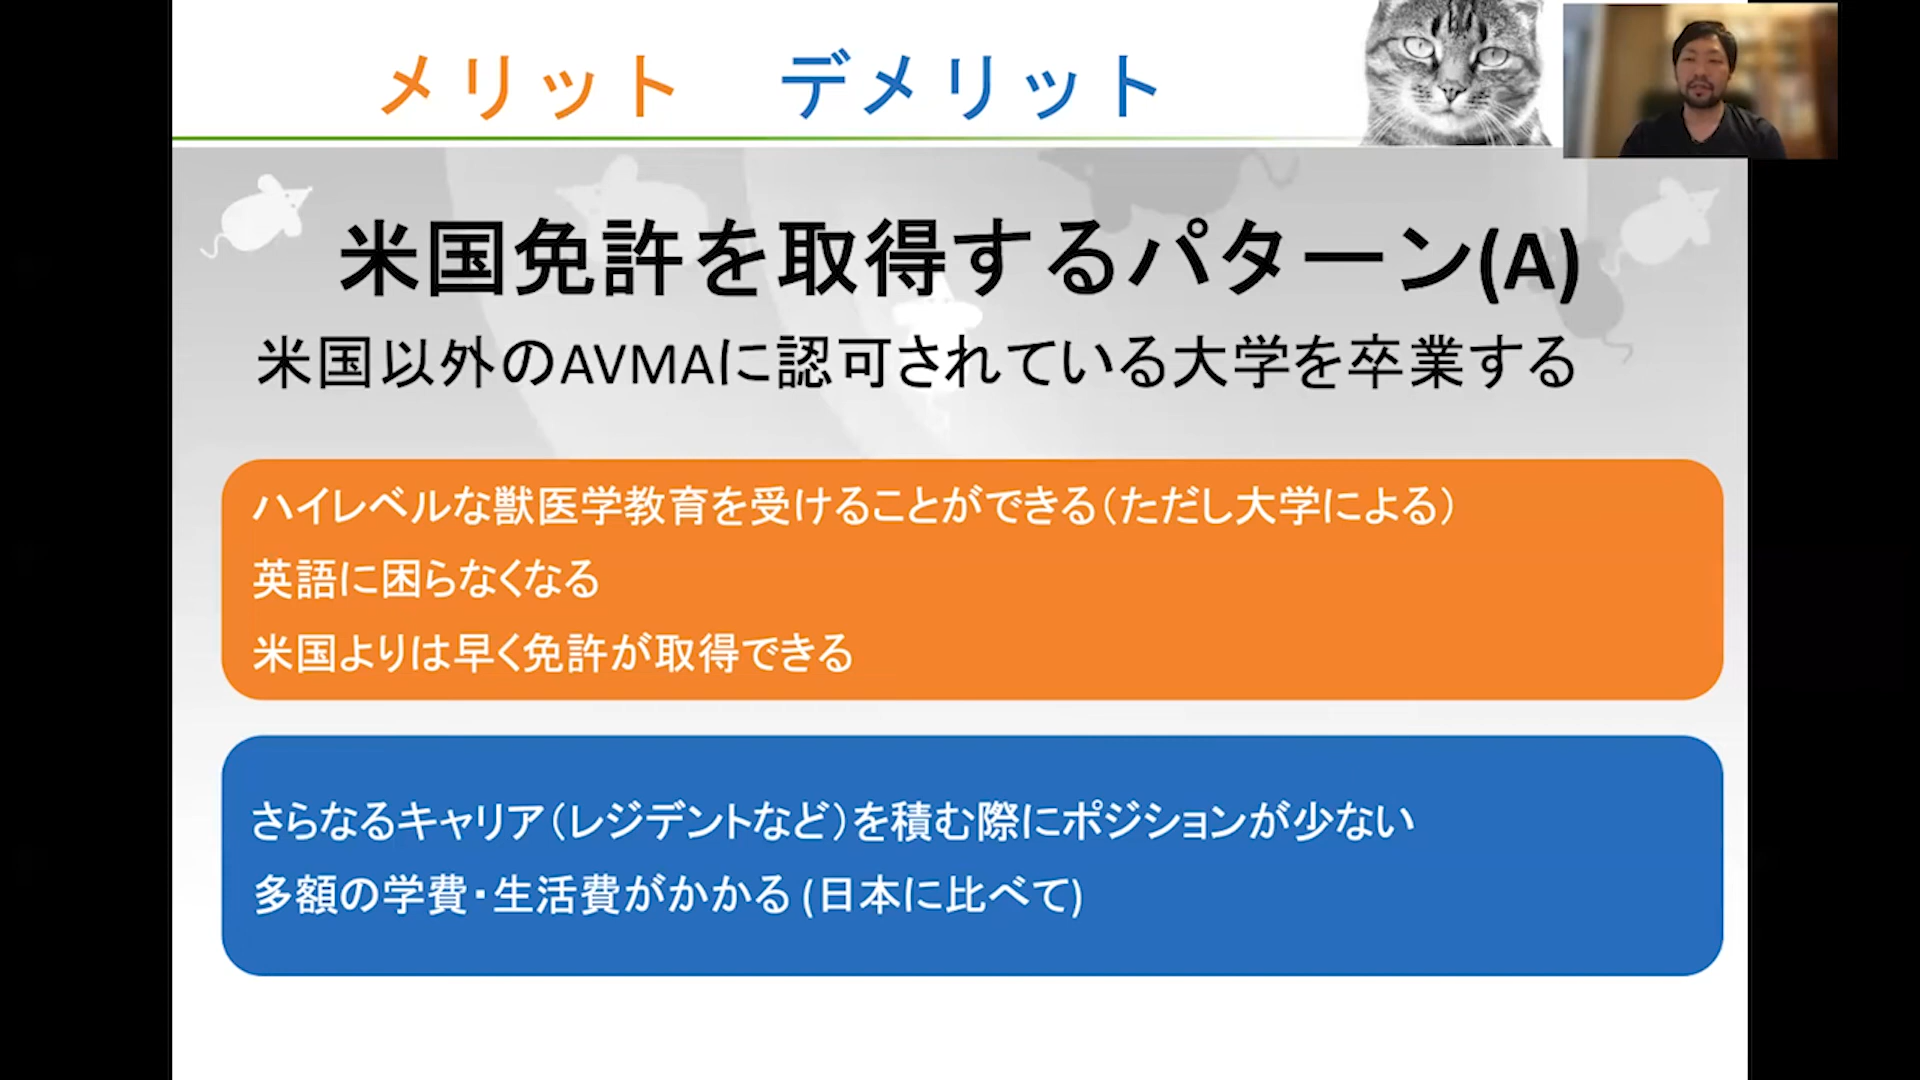 メリット デメリット
米国免許を取得するパターン(A)
米国以外のAVMAに認可されている大学を卒業する
ハイレベルな獣医学教育を受けることができる（ただし大学による）
英語に困らなくなる
米国よりは早く免許が取得できる
さらなるキャリア（レジデントなど）を積む際にポジションが少ない
多額の学費・生活費がかかる (日本に比べて)